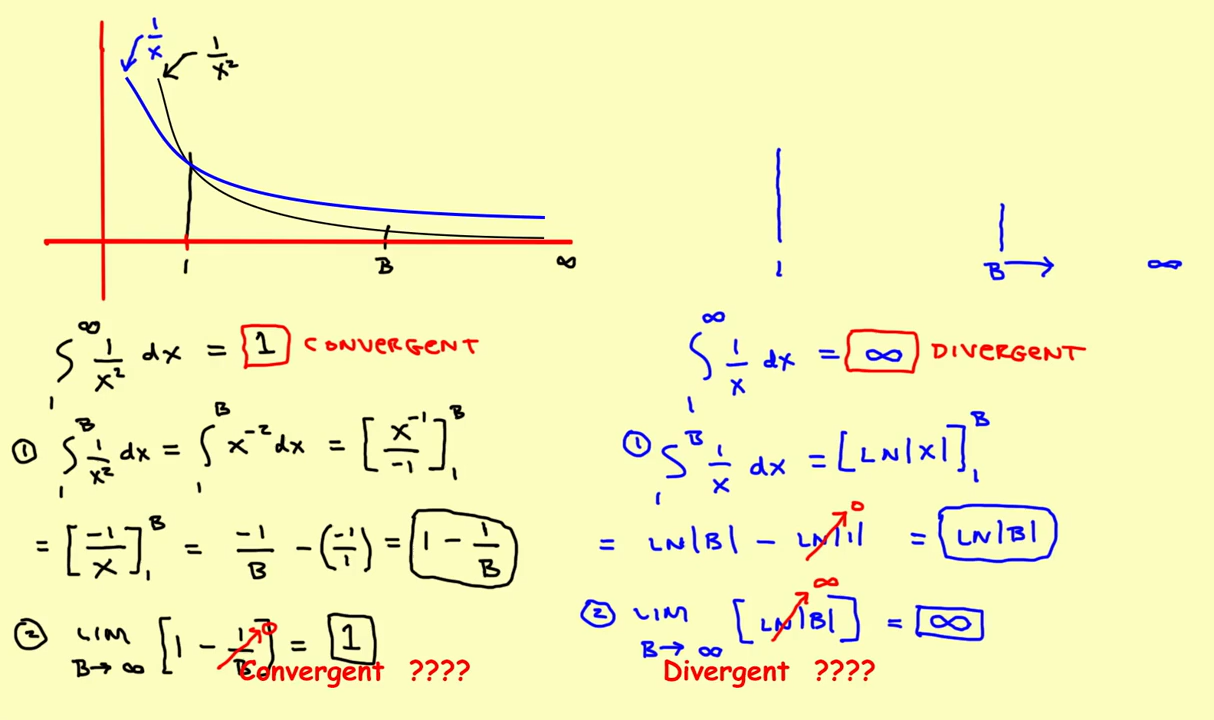 1/x
1/x²
1 B ∞
1 B→ ∞
∫₁^∞ 1/x² dx = 1 CONVERGENT
① ∫₁^B 1/x² dx = ∫₁^B x⁻² dx = [x⁻¹/-1]₁^B
= [-1/x]₁^B = -1/B - (-1/1) = 1 - 1/B
② LIM B→∞ [1 - 1/B] 0 = 1
Convergent ????
∫₁^∞ 1/x dx = ∞ DIVERGENT
① ∫₁^B 1/x dx = [LN|X|]₁^B
= LN|B| - LN|1| 0 = LN|B|
② LIM B→∞ [LN|B|] ∞ = ∞
Divergent ????